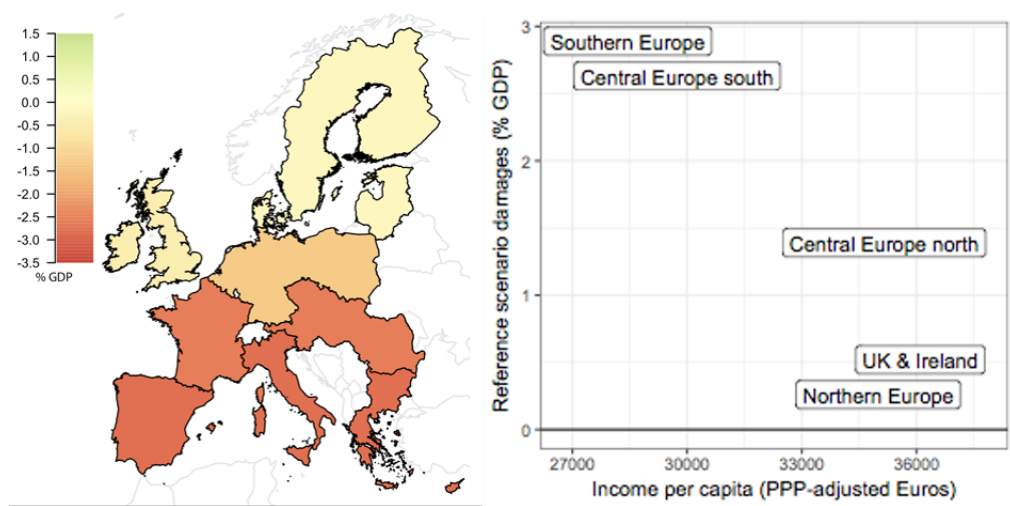 1.5
1.0
0.5
0.0
-0.5
-1.0
-1.5
-2.0
-2.5
-3.0
-3.5
% GDP
Reference scenario damages (% GDP)
3
2
1
0
Southern Europe
Central Europe south
Central Europe north
UK & Ireland
Northern Europe
27000 30000 33000 36000
Income per capita (PPP-adjusted Euros)